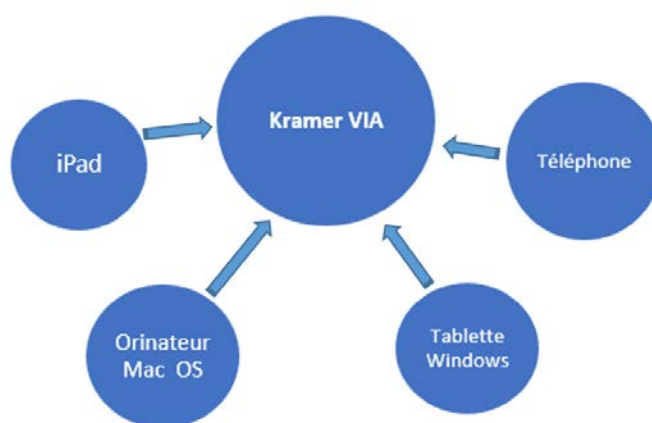 Kramer VIA
iPad
Téléphone
Orinateur
Mac OS
Tablette
Windows